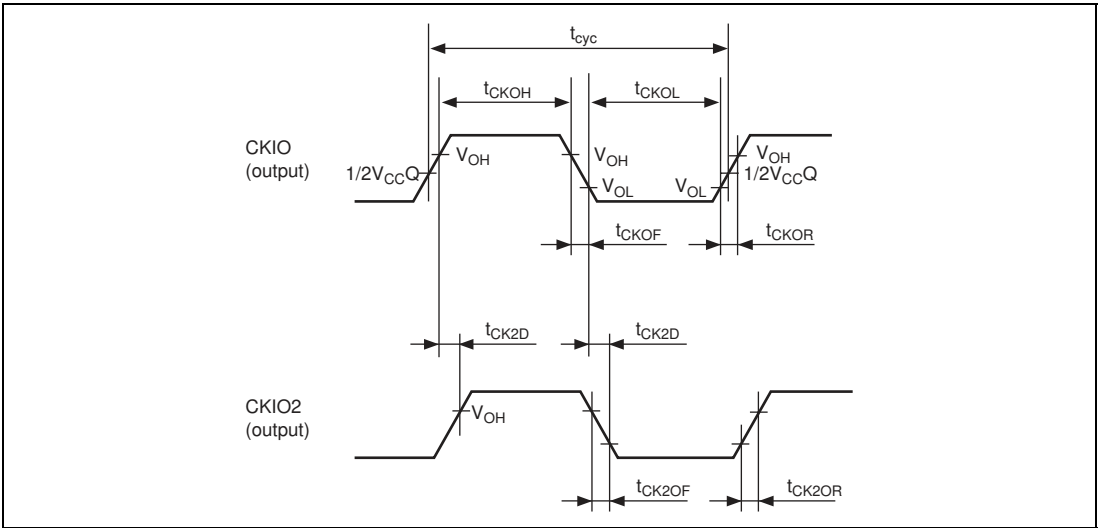 tcyc
tCKOH
tCKOL
CKIO
(output)
1/2VCCQ
VOH
VOH
VOL
VOL
VOH
1/2VCCQ
tCKOF
tCKOR
tCK2D
tCK2D
CKIO2
(output)
VOH
tCK2OF
tCK2OR